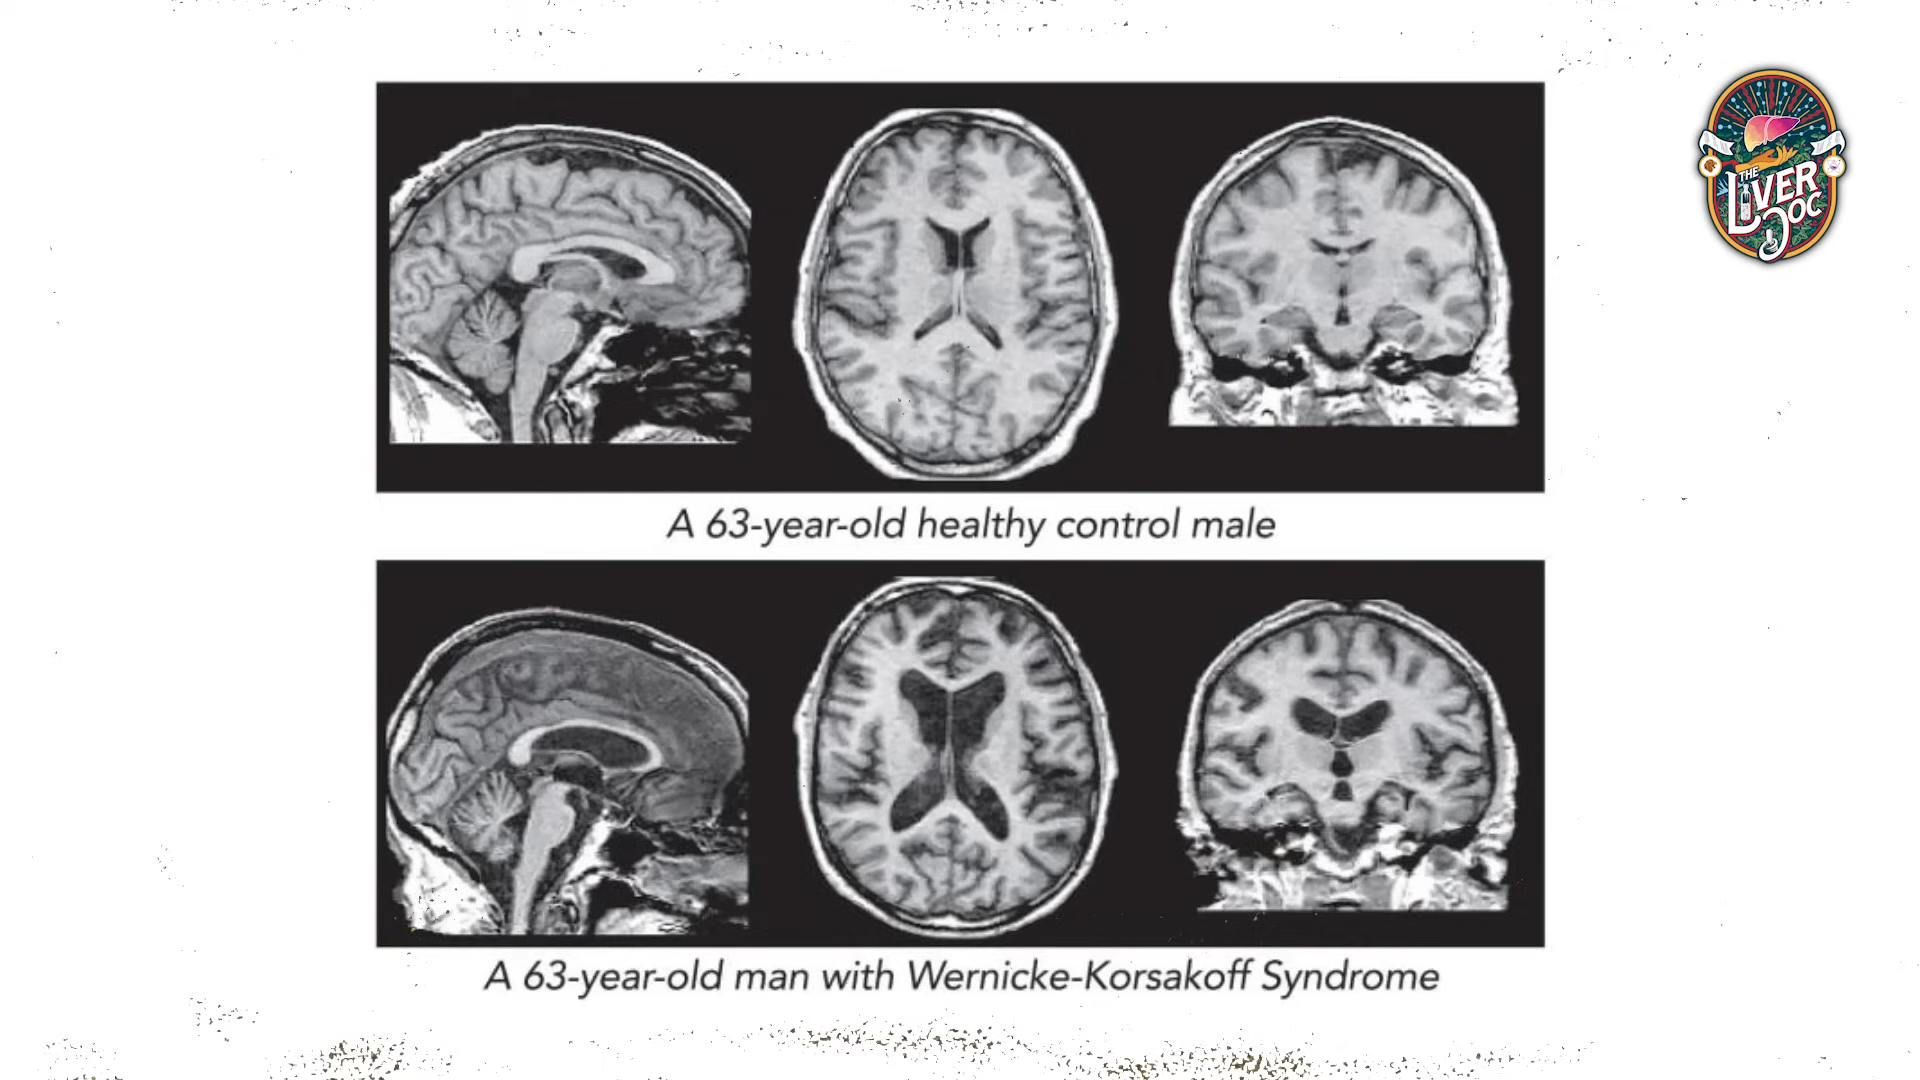 THE
LIVER
DOC
A 63-year-old healthy control male
A 63-year-old man with Wernicke-Korsakoff Syndrome